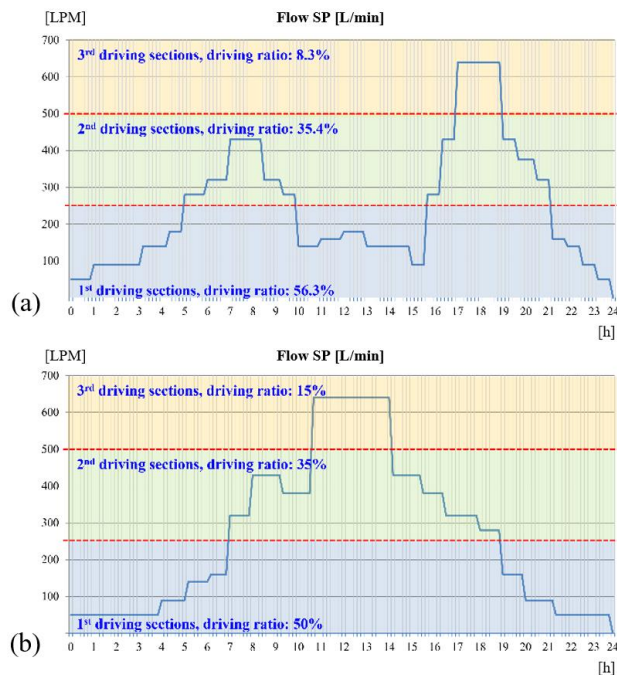 [LPM] Flow SP [L/min]
700
3rd driving sections, driving ratio: 8.3%
600
500
2nd driving sections, driving ratio: 35.4%
400
300
200
100
1st driving sections, driving ratio: 56.3%
(a)
0 1 2 3 4 5 6 7 8 9 10 11 12 13 14 15 16 17 18 19 20 21 22 23 24
[h]
[LPM] Flow SP [L/min]
700
3rd driving sections, driving ratio: 15%
600
500
2nd driving sections, driving ratio: 35%
400
300
200
100
1st driving sections, driving ratio: 50%
(b)
0 1 2 3 4 5 6 7 8 9 10 11 12 13 14 15 16 17 18 19 20 21 22 23 24
[h]